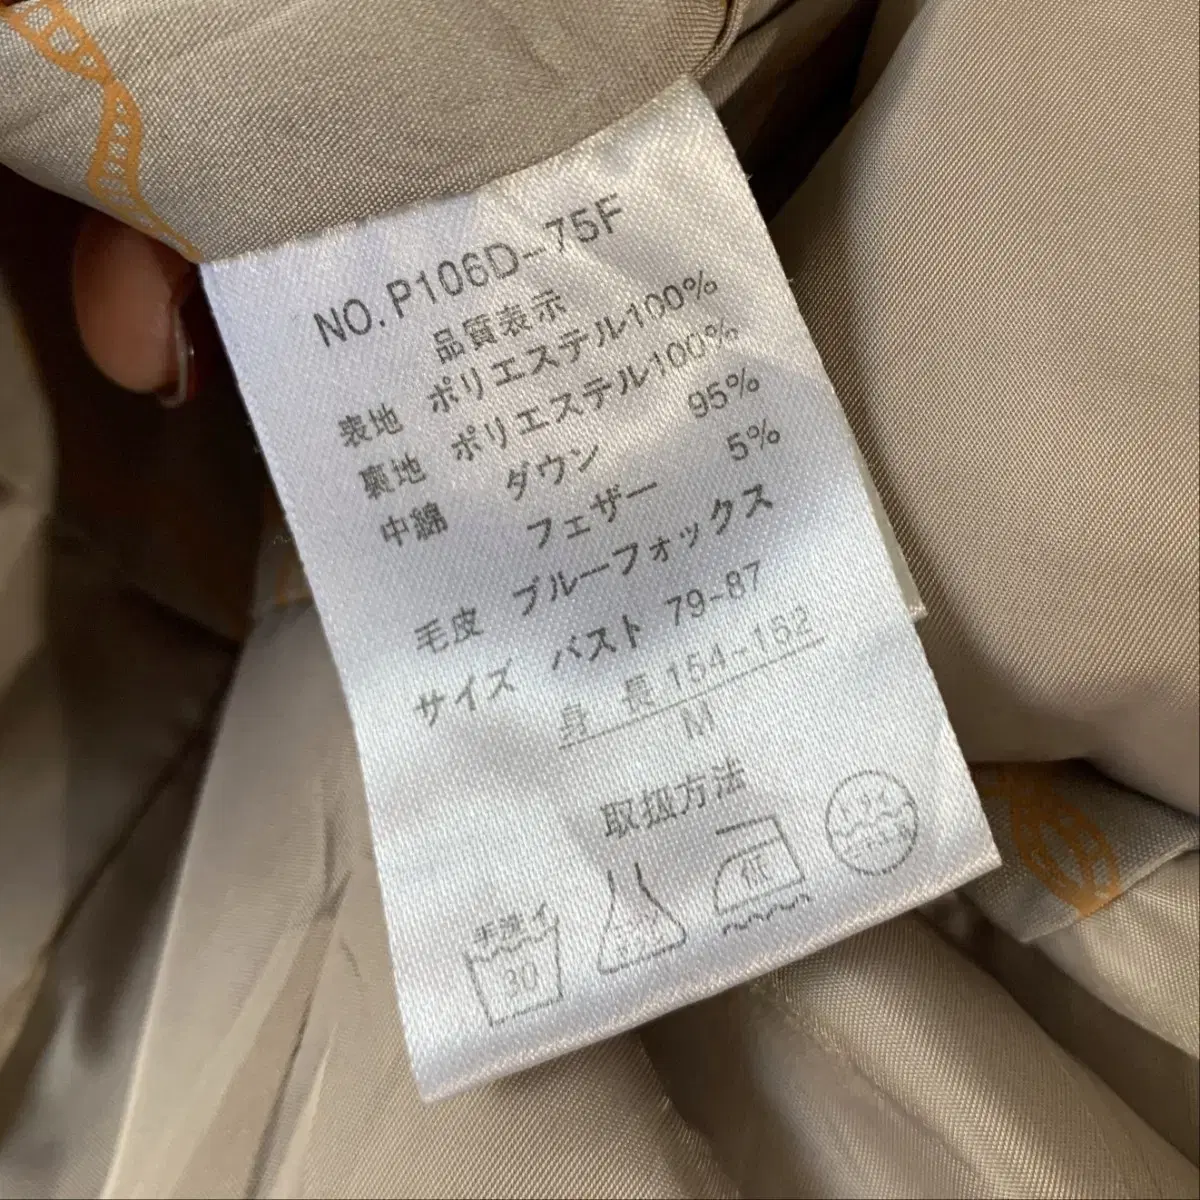 NO.P106D-75F
品質表示
表地 ポリエステル100%
裏地 ポリエステル100%
中綿 ダウン 95%
フェザー 5%
毛皮 ブルーフォックス
サイズ バスト 79-87
身長 154-162
M
取扱方法
手洗イ
30
低